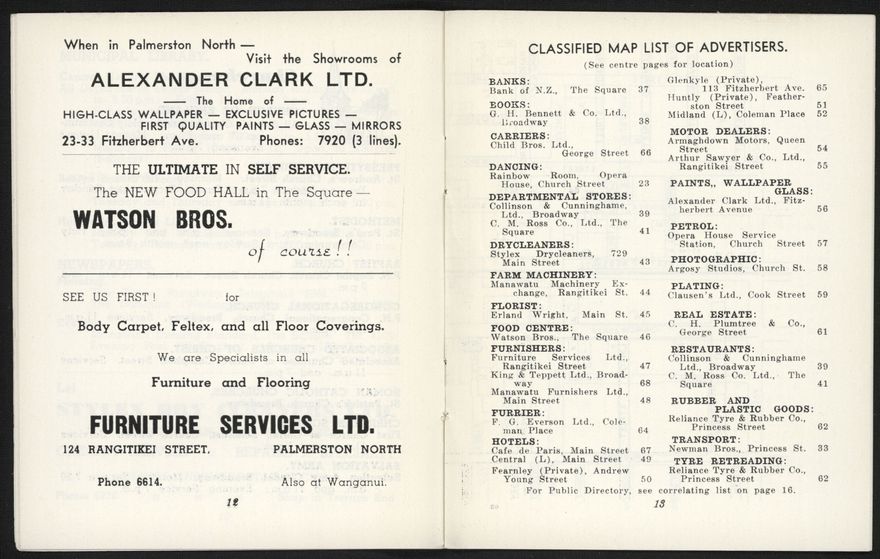 When in Palmerston North —
Visit the Showrooms of
ALEXANDER CLARK LTD.
— The Home of —
HIGH-CLASS WALLPAPER — EXCLUSIVE PICTURES —
FIRST QUALITY PAINTS — GLASS — MIRRORS
23-33 Fitzherbert Ave. Phones: 7920 (3 lines).
THE ULTIMATE IN SELF SERVICE.
The NEW FOOD HALL in The Square —
WATSON BROS.
of course!!
SEE US FIRST! for
Body Carpet, Feltex, and all Floor Coverings.
We are Specialists in all
Furniture and Flooring
FURNITURE SERVICES LTD.
124 RANGITIKEI STREET, PALMERSTON NORTH
Phone 6614. Also at Wanganui.
12
CLASSIFIED MAP LIST OF ADVERTISERS.
(See centre pages for location)
BANKS:
Bank of N.Z., The Square 37
BOOKS:
G. H. Bennett & Co. Ltd.,
Broadway 38
CARRIERS:
Child Bros. Ltd.,
George Street 66
DANCING:
Rainbow Room, Opera
House, Church Street 23
DEPARTMENTAL STORES:
Collinson & Cunninghame,
Ltd., Broadway 39
C. M. Ross Co., Ltd., The
Square 41
DRYCLEANERS:
Stylex Drycleaners, 729
Main Street 43
FARM MACHINERY:
Manawatu Machinery Ex-
change, Rangitikei St. 44
FLORIST:
Erland Wright, Main St. 45
FOOD CENTRE:
Watson Bros., The Square 46
FURNISHERS:
Furniture Services Ltd.,
Rangitikei Street 47
King & Teppett Ltd., Broad-
way 68
Manawatu Furnishers Ltd.,
Main Street 48
FURRIER:
F. G. Everson Ltd., Cole-
man Place 64
HOTELS:
Cafe de Paris, Main Street 67
Central (L), Main Street 49
Fearnley (Private), Andrew
Young Street 50
Glenkyle (Private),
113 Fitzherbert Ave. 65
Huntly (Private), Feather-
ston Street 51
Midland (L), Coleman Place 52
MOTOR DEALERS:
Armaghdown Motors, Queen
Street 54
Arthur Sawyer & Co., Ltd.,
Rangitikei Street 55
PAINTS,, WALLPAPER
GLASS:
Alexander Clark Ltd., Fitz-
herbert Avenue 56
PETROL:
Opera House Service
Station, Church Street 57
PHOTOGRAPHIC:
Argosy Studios, Church St. 58
PLATING:
Clausen's Ltd., Cook Street 59
REAL ESTATE:
C. H. Plumtree & Co.,
George Street 61
RESTAURANTS:
Collinson & Cunninghame
Ltd., Broadway 39
C. M. Ross Co. Ltd., The
Square 41
RUBBER AND
PLASTIC GOODS:
Reliance Tyre & Rubber Co.,
Princess Street 62
TRANSPORT:
Newman Bros., Princess St. 33
TYRE RETREADING:
Reliance Tyre & Rubber Co.,
Princess Street 62
For Public Directory, see correlating list on page 16.
13